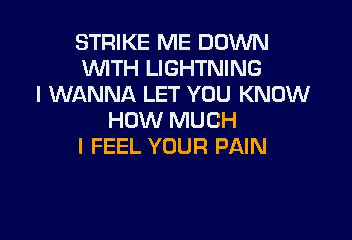 STRIKE ME DOWN
WITH LIGHTNING
I WANNA LET YOU KNOW
HOW MUCH
I FEEL YOUR PAIN